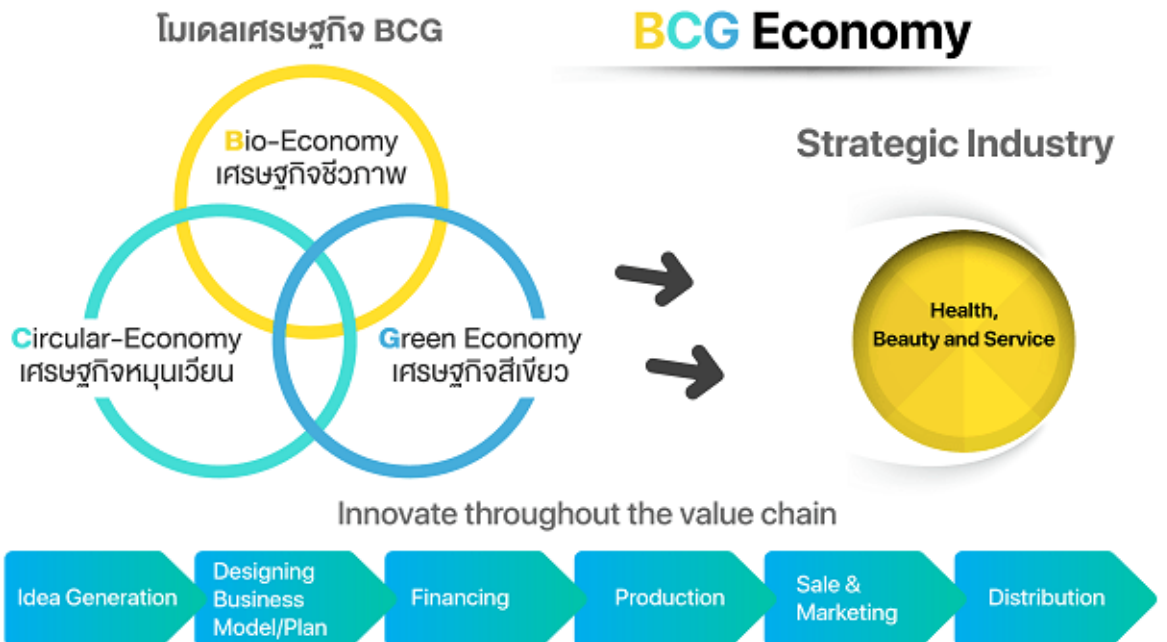 โมเดลเศรษฐกิจ BCG
BCG Economy
Bio-Economy
เศรษฐกิจชีวภาพ
Circular-Economy
เศรษฐกิจหมุนเวียน
Green Economy
เศรษฐกิจสีเขียว
Strategic Industry
Health,
Beauty and Service
Innovate throughout the value chain
Idea Generation
Designing
Business
Model/Plan
Financing
Production
Sale &
Marketing
Distribution